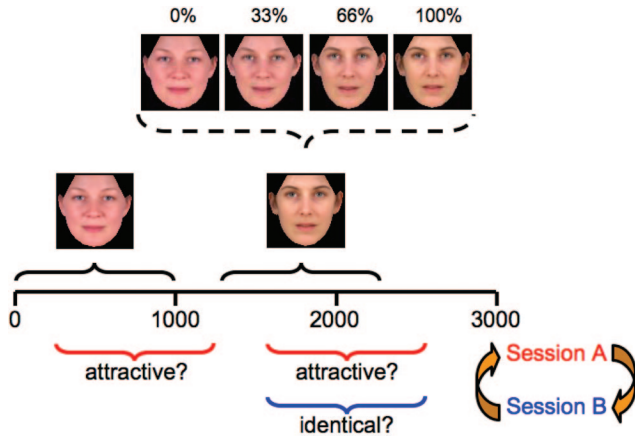 0% 33% 66% 100%
0 1000 2000 3000
attractive? attractive? Session A
identical? Session B